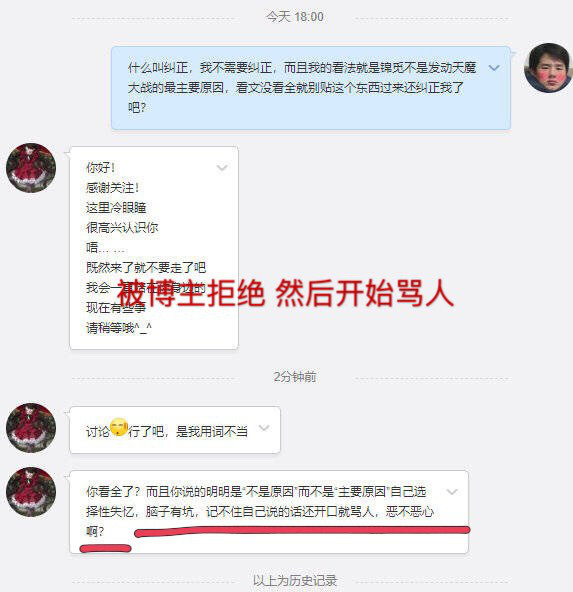 今天 18:00
什么叫纠正，我不需要纠正，而且我的看法就是锦觅不是发动天魔
大战的最主要原因，看文没看全就别贴这个东西过来还纠正我了
吧？
你好！
感谢关注！
这里冷眼瞳
很高兴认识你
唔… …
既然来了就不要走了吧
我会一直
身边的
被博主拒绝 然后开始骂人
现在有些事
请稍等哦^_^
2分钟前
讨论行了吧，是我用词不当
你看全了？而且你说的明明是“不是原因”而不是“主要原因”自己选
择性失忆，脑子有坑，记不住自己说的话还开口就骂人，恶不恶心
啊？
以上为历史记录